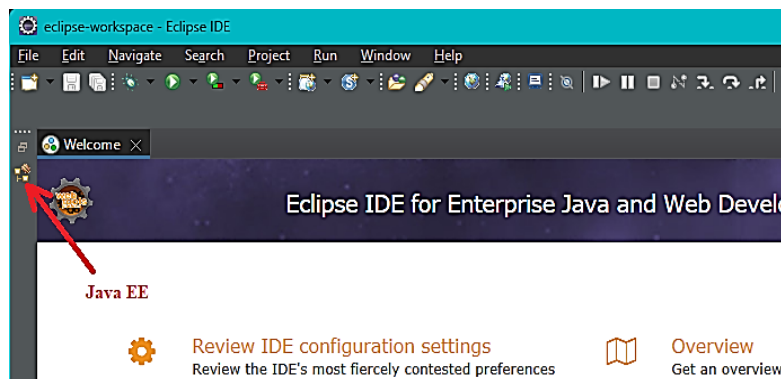 eclipse-workspace - Eclipse IDE
File Edit Navigate Search Project Run Window Help
Welcome
Eclipse IDE for Enterprise Java and Web Devel
Java EE
Review IDE configuration settings
Review the IDE's most fiercely contested preferences
Overview
Get an overview